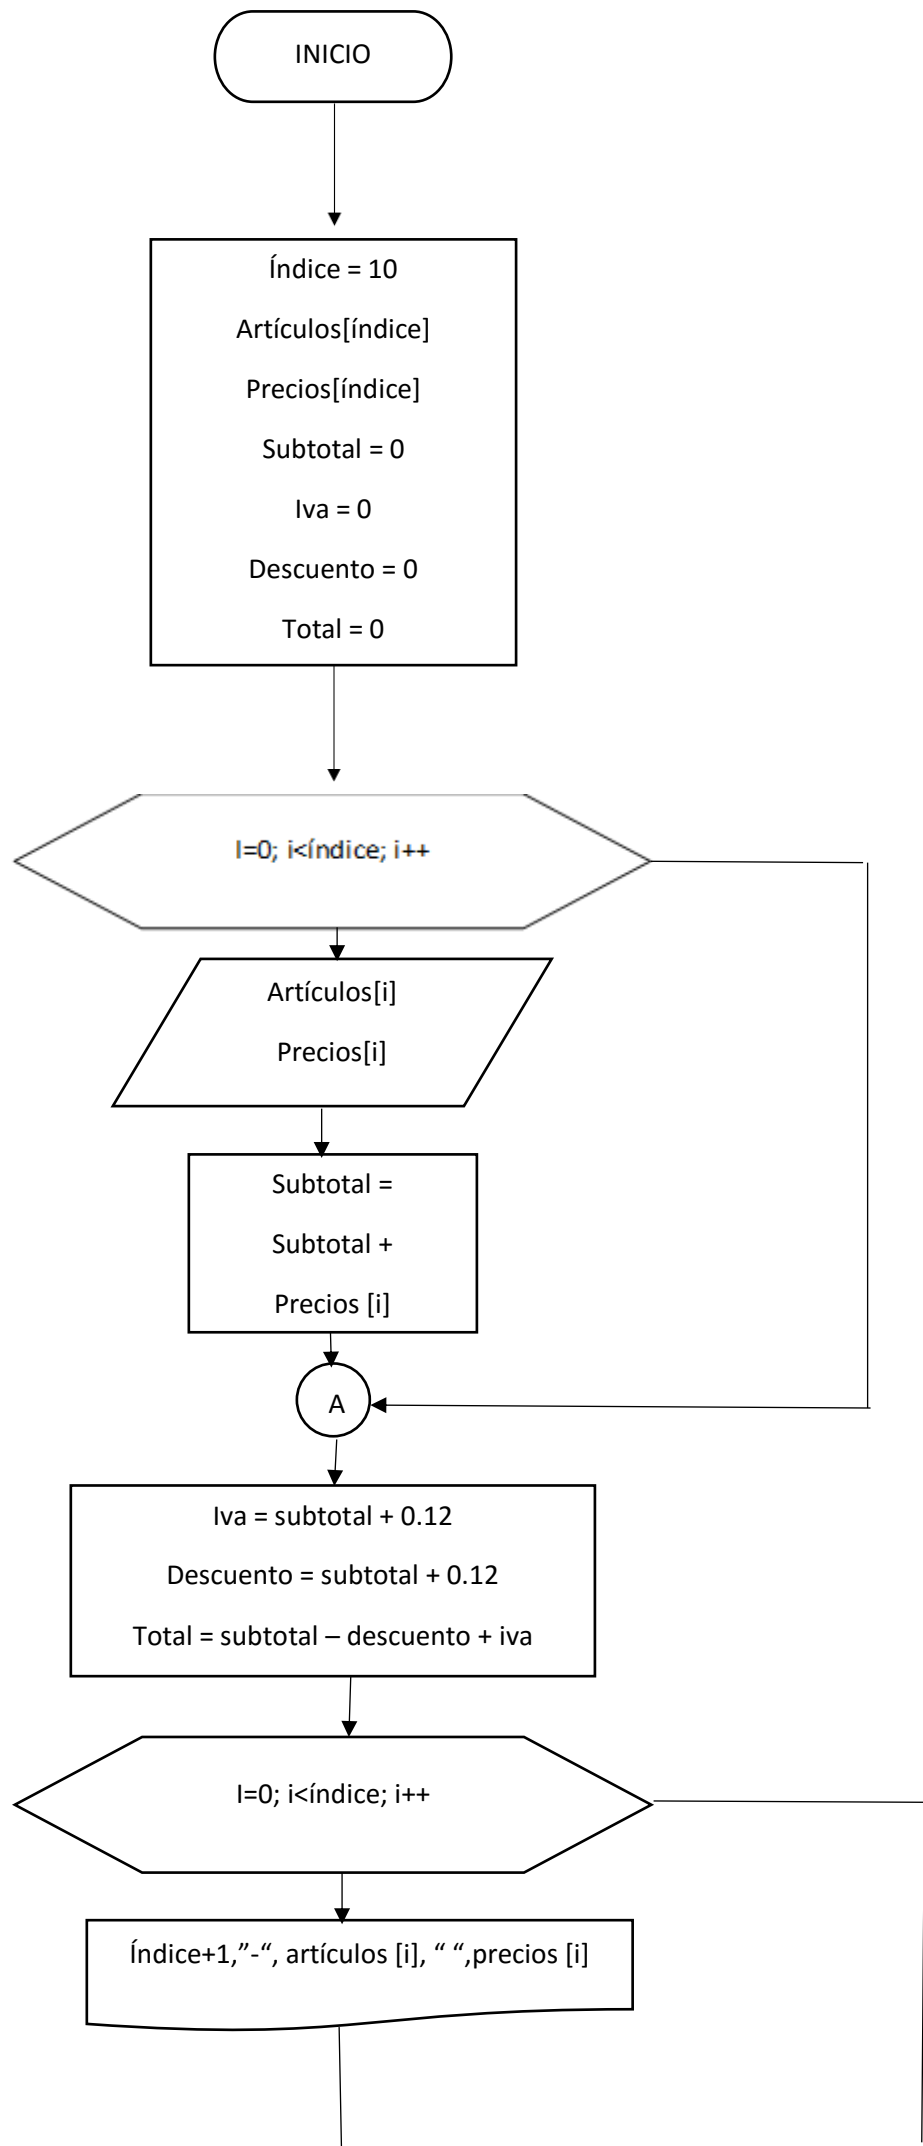 INICIO
Índice = 10
Artículos[índice]
Precios[índice]
Subtotal = 0
Iva = 0
Descuento = 0
Total = 0
I=0; i<índice; i++
Artículos[i]
Precios[i]
Subtotal =
Subtotal +
Precios [i]
A
Iva = subtotal + 0.12
Descuento = subtotal + 0.12
Total = subtotal – descuento + iva
I=0; i<índice; i++
Índice+1,”-“, artículos [i], “ “,precios [i]